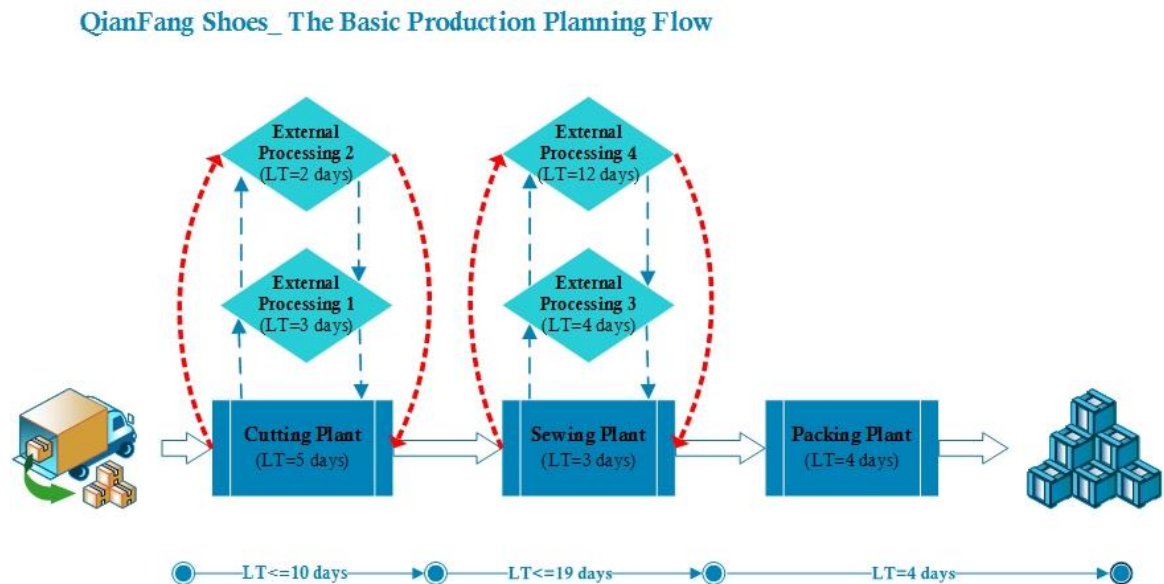 QianFang Shoes_ The Basic Production Planning Flow
External
Processing 2
(LT=2 days)
External
Processing 4
(LT=12 days)
External
Processing 1
(LT=3 days)
External
Processing 3
(LT=4 days)
Cutting Plant
(LT=5 days)
Sewing Plant
(LT=3 days)
Packing Plant
(LT=4 days)
LT<=10 days
LT<=19 days
LT=4 days